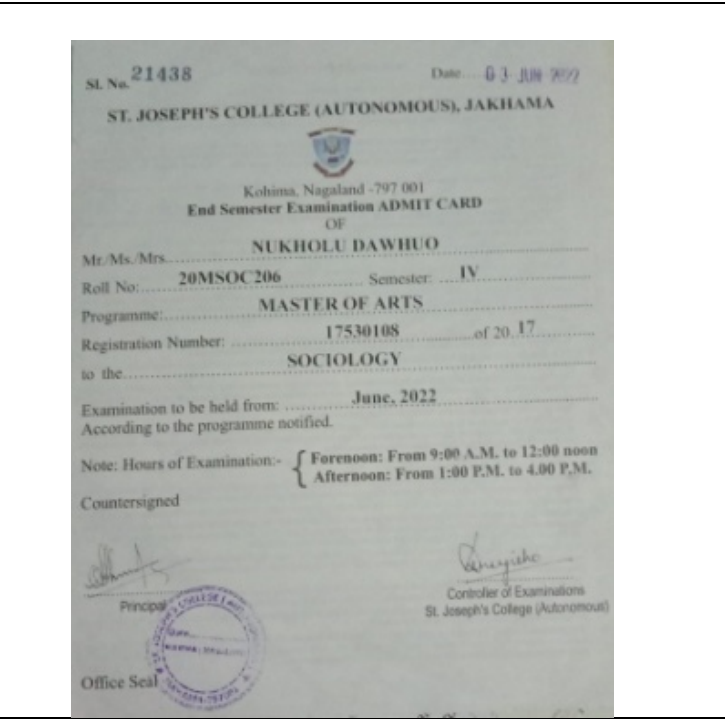 Sl. No. 21438 Date.... 03 JUN 2022
ST. JOSEPH'S COLLEGE (AUTONOMOUS), JAKHAMA
Kohima, Nagaland -797 001
End Semester Examination ADMIT CARD
OF
Mr./Ms./Mrs. NUKHOLU DAWHUO
Roll No: 20MSOC206 Semester: IV
Programme: MASTER OF ARTS
Registration Number: 17530108 of 20 17
to the SOCIOLOGY
Examination to be held from: June, 2022
According to the programme notified.
Note: Hours of Examination:- { Forenoon: From 9:00 A.M. to 12:00 noon
Afternoon: From 1:00 P.M. to 4.00 P.M.
Countersigned
Principal
Controller of Examinations
St. Joseph's College (Autonomous)
Office Seal